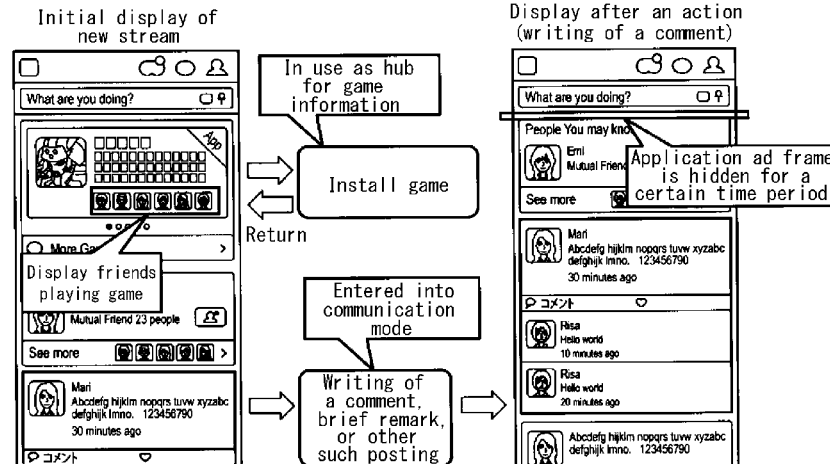 Initial display of
new stream
What are you doing?
App
More Ga
Display friends
playing game
Mutual Friend 23 people
See more
Mari
Abcdefg hijklm nopqrs tuvw xyzabc
defghijk lmno. 123456790
30 minutes ago
コメント
In use as hub
for game
information
Install game
Return
Entered into
communication
mode
Writing of
a comment,
brief remark,
or other
such posting
Display after an action
(writing of a comment)
What are you doing?
People You may kno
Emi
Mutual Frien
See more
Application ad frame
is hidden for a
certain time period
Mari
Abcdefg hijklm nopqrs tuvw xyzabc
defghijk lmno. 123456790
30 minutes ago
コメント
Risa
Hello world
10 minutes ago
Risa
Hello world
20 minutes ago
Abcdefg hijklm nopqrs tuvw xyzabc
defghijk lmno. 123456790